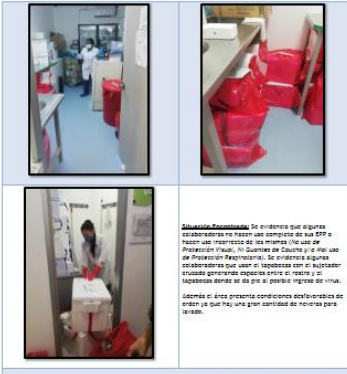 Situación Encontrada: Se evidencia que algunas
colaboradoras no hacen uso completo de sus EPP o
hacen uso incorrecto de los mismos (No uso de
Protección Visual, Ni Guantes de Caucho y/o Mal uso
de Protección Respiratoria). Se evidencia algunas
colaboradoras que usan el tapabocas con el sujetador
cruzado generando espacios entre el rostro y el
tapabocas donde se da pie al posible ingreso de virus.
Además el área presenta condiciones desfavorables de
orden ya que hay una gran cantidad de neveras para
lavado.